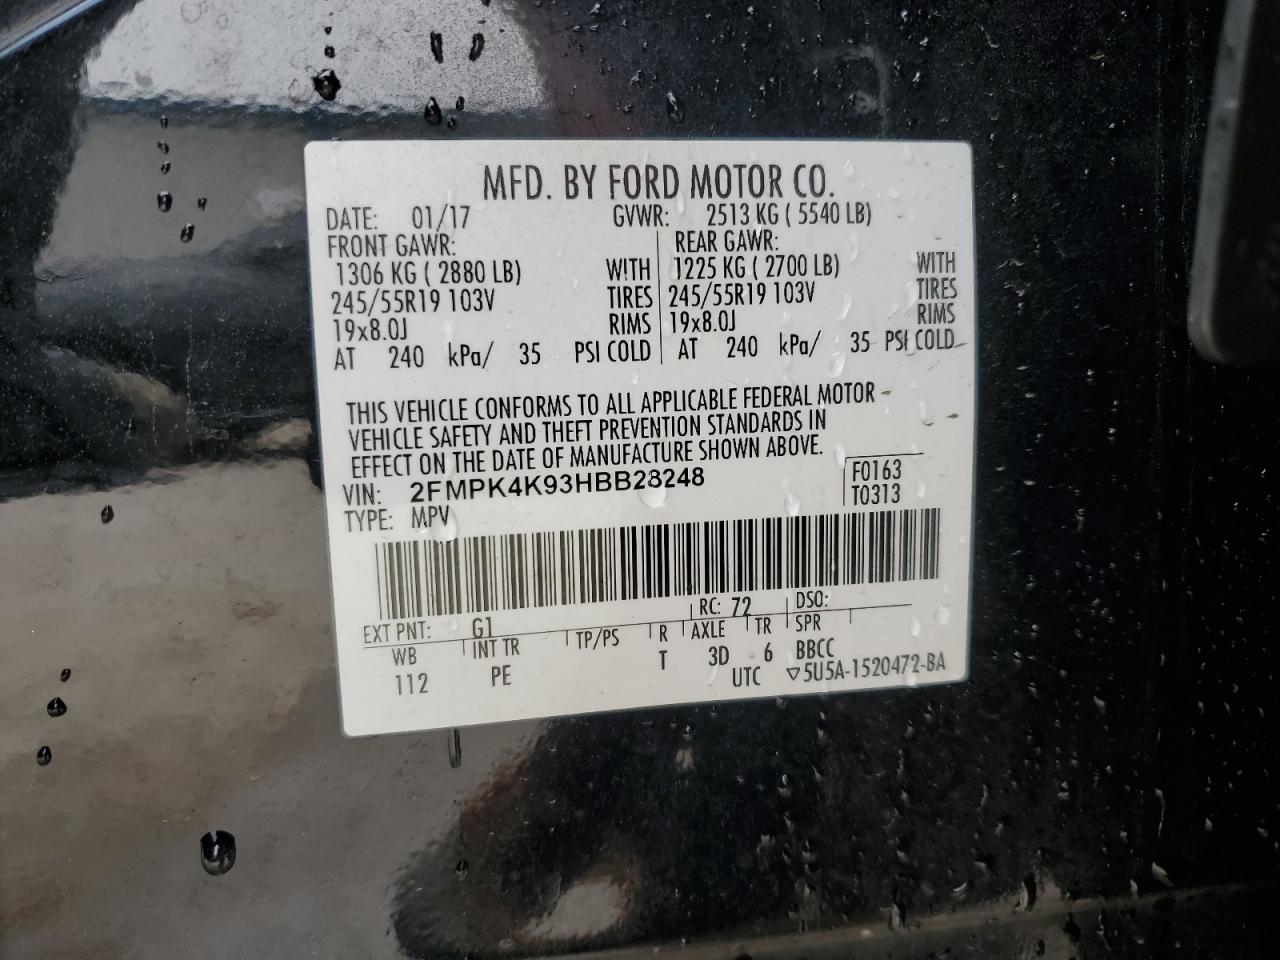 MFD. BY FORD MOTOR CO.
DATE: 01/17 GVWR: 2513 KG ( 5540 LB)
FRONT GAWR: REAR GAWR:
1306 KG ( 2880 LB) WITH 1225 KG ( 2700 LB) WITH
245/55R19 103V TIRES 245/55R19 103V TIRES
19x8.0J RIMS 19x8.0J RIMS
AT 240 kPa/ 35 PSI COLD AT 240 kPa/ 35 PSI COLD
THIS VEHICLE CONFORMS TO ALL APPLICABLE FEDERAL MOTOR
VEHICLE SAFETY AND THEFT PREVENTION STANDARDS IN
EFFECT ON THE DATE OF MANUFACTURE SHOWN ABOVE.
VIN: 2FMPK4K93HBB28248 F0163
TYPE: MPV T0313
RC: 72 DSO:
EXT PNT: G1
WB INT TR TP/PS R AXLE TR SPR
112 PE T 3D 6 BBCC
UTC ▽5U5A-1520472-BA